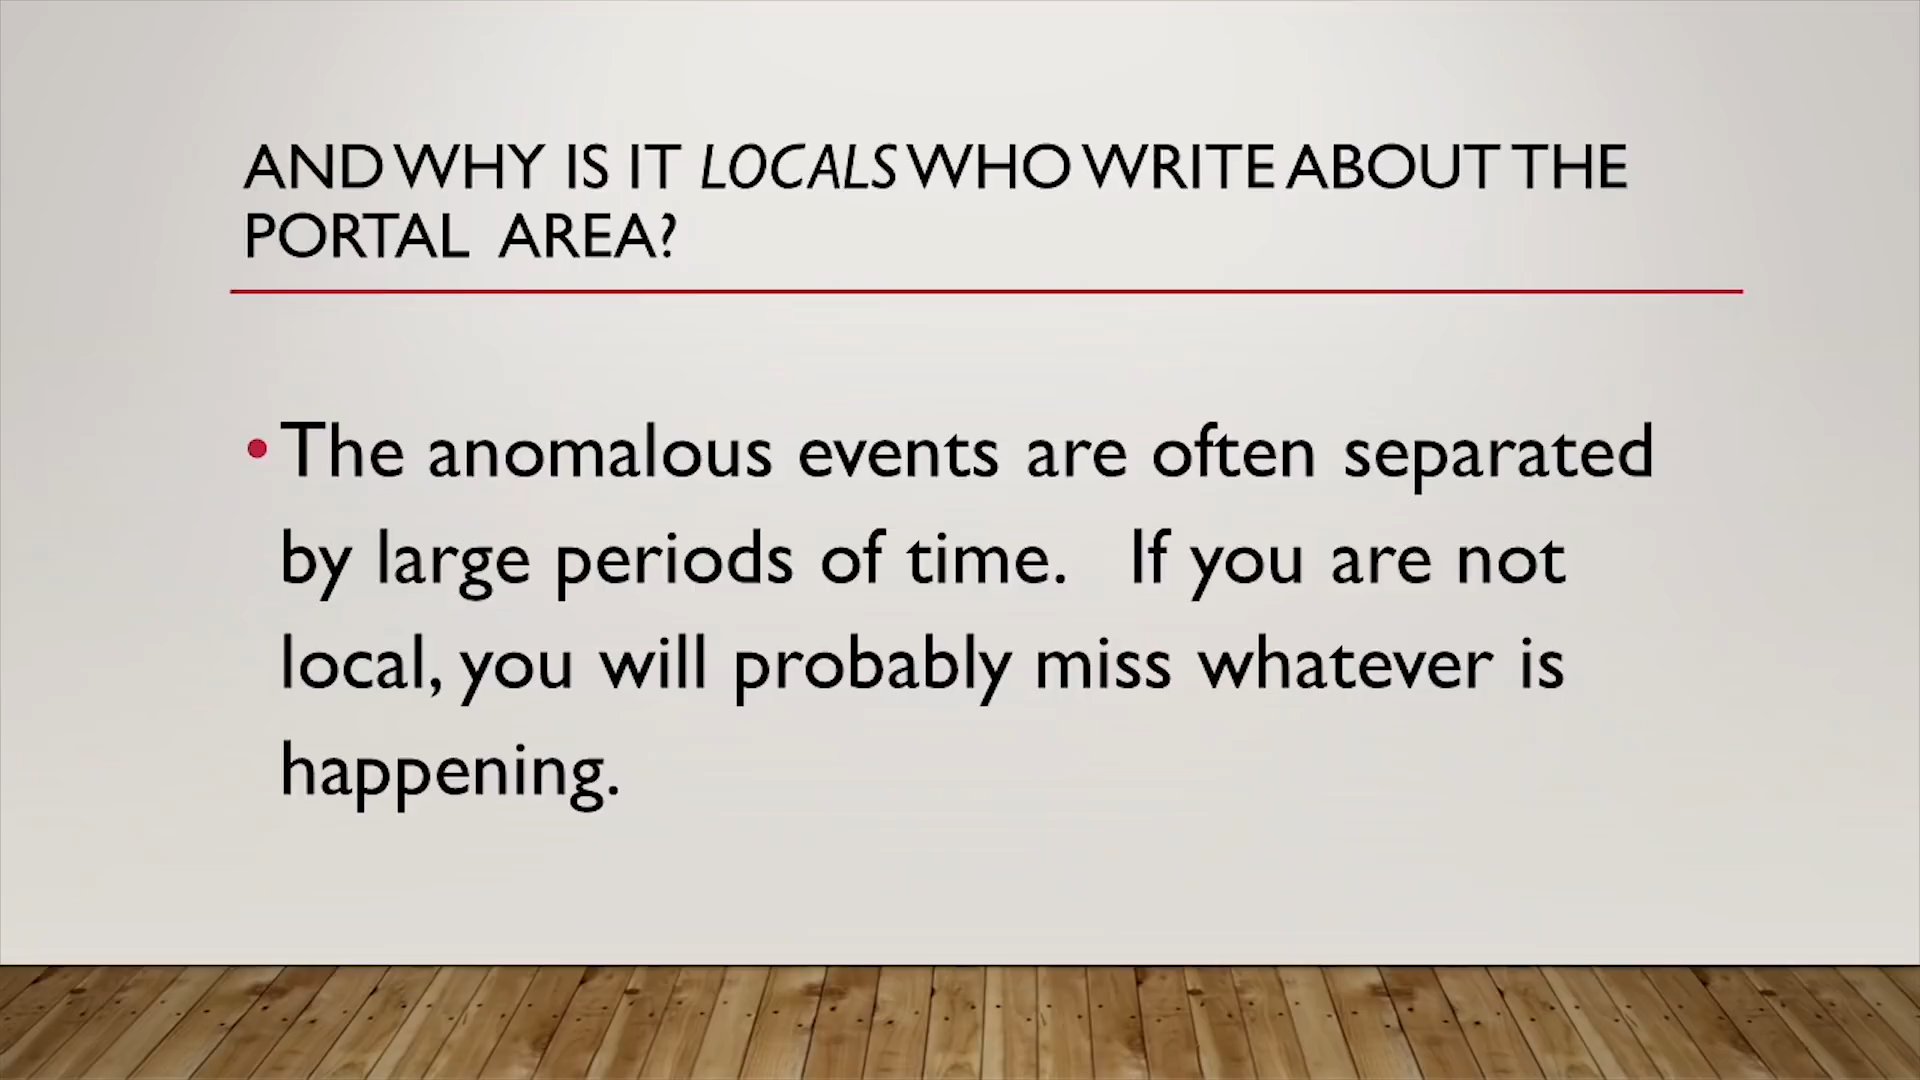 AND WHY IS IT LOCALS WHO WRITE ABOUT THE
PORTAL AREA?
• The anomalous events are often separated
by large periods of time. If you are not
local, you will probably miss whatever is
happening.